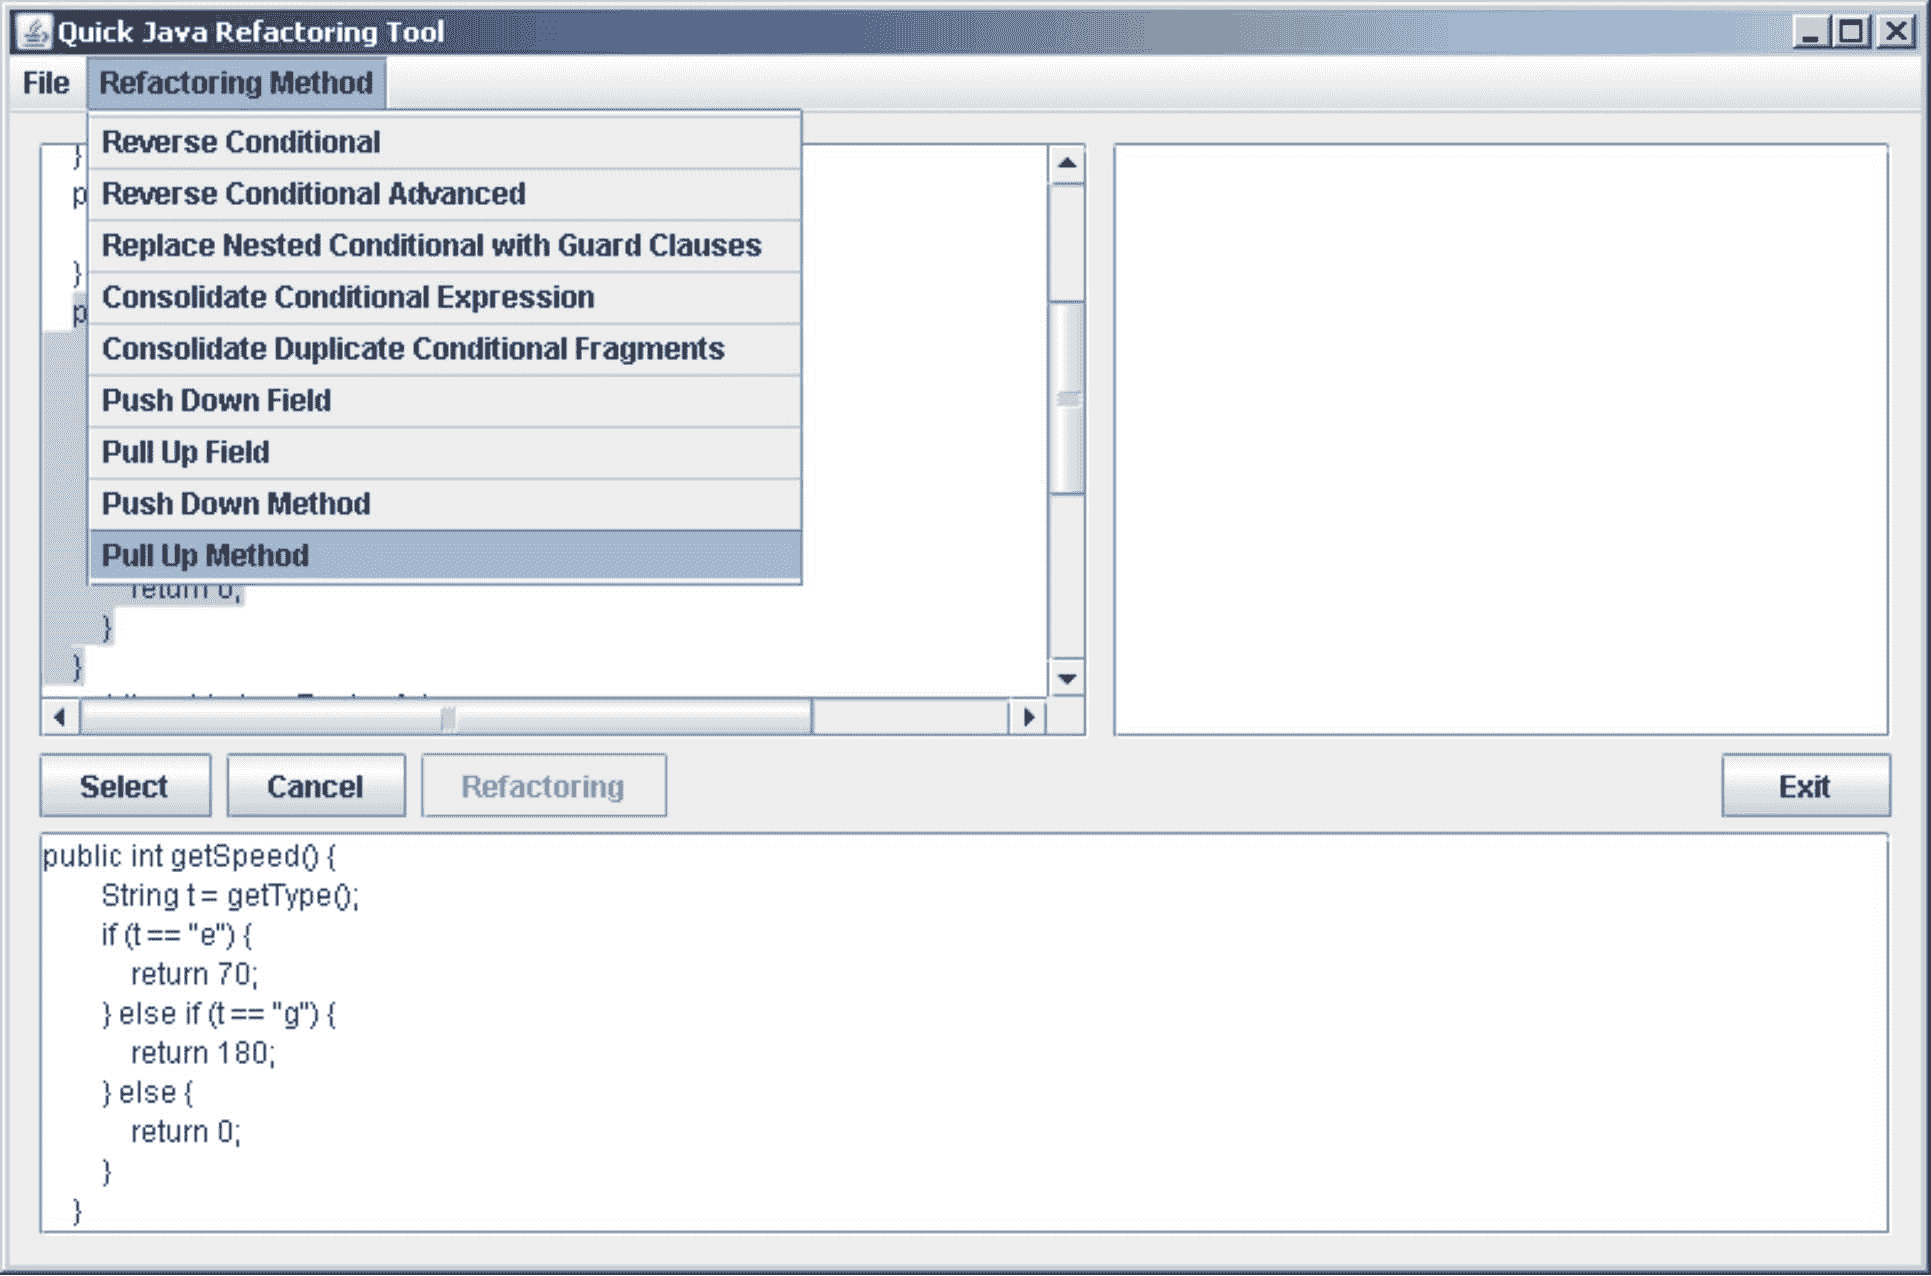 Quick Java Refactoring Tool
File Refactoring Method
Reverse Conditional
Reverse Conditional Advanced
Replace Nested Conditional with Guard Clauses
Consolidate Conditional Expression
Consolidate Duplicate Conditional Fragments
Push Down Field
Pull Up Field
Push Down Method
Pull Up Method
}
p
}
p
return 0;
}
}
Select Cancel Refactoring Exit
public int getSpeed() {
String t = getType();
if (t == "e") {
return 70;
} else if (t == "g") {
return 180;
} else {
return 0;
}
}